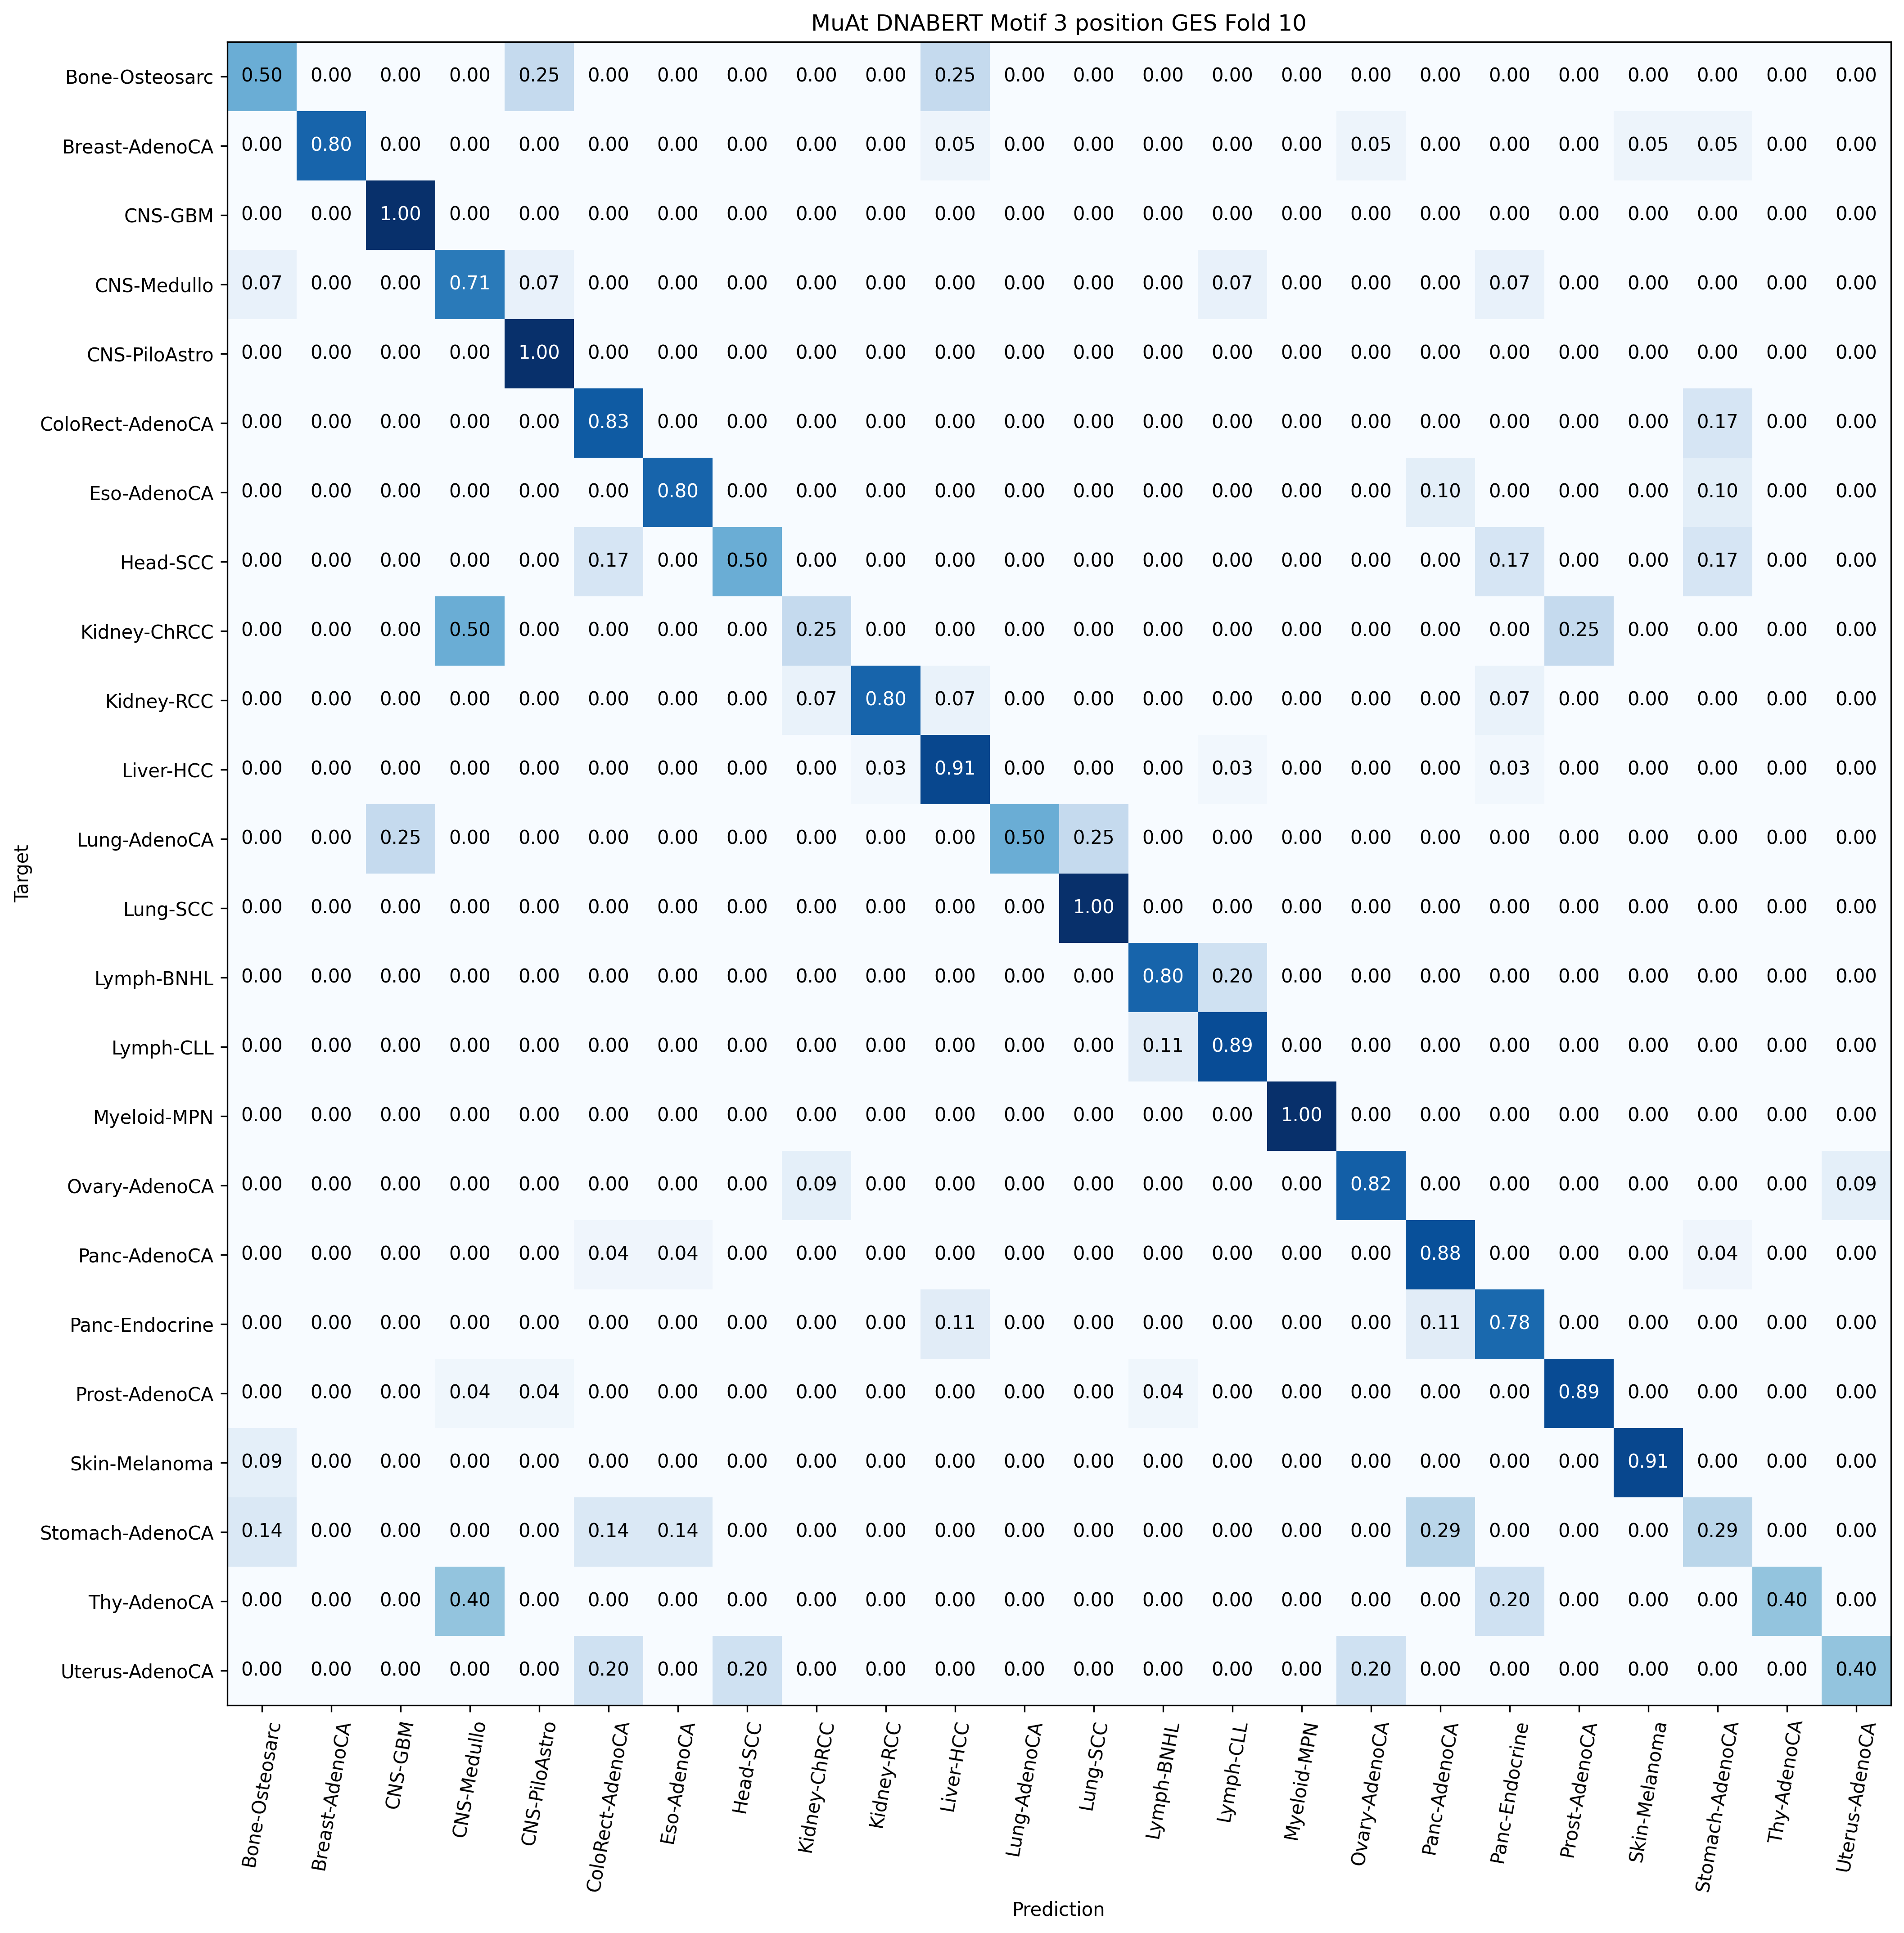 MuAt DNABERT Motif 3 position GES Fold 10
Bone-Osteosarc 0.50 0.00 0.00 0.00 0.25 0.00 0.00 0.00 0.00 0.00 0.25 0.00 0.00 0.00 0.00 0.00 0.00 0.00 0.00 0.00 0.00 0.00 0.00 0.00
Breast-AdenoCA 0.00 0.80 0.00 0.00 0.00 0.00 0.00 0.00 0.00 0.00 0.05 0.00 0.00 0.00 0.00 0.00 0.05 0.00 0.00 0.00 0.05 0.05 0.00 0.00
CNS-GBM 0.00 0.00 1.00 0.00 0.00 0.00 0.00 0.00 0.00 0.00 0.00 0.00 0.00 0.00 0.00 0.00 0.00 0.00 0.00 0.00 0.00 0.00 0.00 0.00
CNS-Medullo 0.07 0.00 0.00 0.71 0.07 0.00 0.00 0.00 0.00 0.00 0.00 0.00 0.00 0.00 0.07 0.00 0.00 0.00 0.07 0.00 0.00 0.00 0.00 0.00
CNS-PiloAstro 0.00 0.00 0.00 0.00 1.00 0.00 0.00 0.00 0.00 0.00 0.00 0.00 0.00 0.00 0.00 0.00 0.00 0.00 0.00 0.00 0.00 0.00 0.00 0.00
ColoRect-AdenoCA 0.00 0.00 0.00 0.00 0.00 0.83 0.00 0.00 0.00 0.00 0.00 0.00 0.00 0.00 0.00 0.00 0.00 0.00 0.00 0.00 0.00 0.17 0.00 0.00
Eso-AdenoCA 0.00 0.00 0.00 0.00 0.00 0.00 0.80 0.00 0.00 0.00 0.00 0.00 0.00 0.00 0.00 0.00 0.00 0.10 0.00 0.00 0.00 0.10 0.00 0.00
Head-SCC 0.00 0.00 0.00 0.00 0.00 0.17 0.00 0.50 0.00 0.00 0.00 0.00 0.00 0.00 0.00 0.00 0.00 0.00 0.17 0.00 0.00 0.17 0.00 0.00
Kidney-ChRCC 0.00 0.00 0.00 0.50 0.00 0.00 0.00 0.00 0.25 0.00 0.00 0.00 0.00 0.00 0.00 0.00 0.00 0.00 0.00 0.25 0.00 0.00 0.00 0.00
Kidney-RCC 0.00 0.00 0.00 0.00 0.00 0.00 0.00 0.00 0.07 0.80 0.07 0.00 0.00 0.00 0.00 0.00 0.00 0.00 0.07 0.00 0.00 0.00 0.00 0.00
Liver-HCC 0.00 0.00 0.00 0.00 0.00 0.00 0.00 0.00 0.00 0.03 0.91 0.00 0.00 0.00 0.03 0.00 0.00 0.00 0.03 0.00 0.00 0.00 0.00 0.00
Lung-AdenoCA 0.00 0.00 0.25 0.00 0.00 0.00 0.00 0.00 0.00 0.00 0.00 0.50 0.25 0.00 0.00 0.00 0.00 0.00 0.00 0.00 0.00 0.00 0.00 0.00
Lung-SCC 0.00 0.00 0.00 0.00 0.00 0.00 0.00 0.00 0.00 0.00 0.00 0.00 1.00 0.00 0.00 0.00 0.00 0.00 0.00 0.00 0.00 0.00 0.00 0.00
Lymph-BNHL 0.00 0.00 0.00 0.00 0.00 0.00 0.00 0.00 0.00 0.00 0.00 0.00 0.00 0.80 0.20 0.00 0.00 0.00 0.00 0.00 0.00 0.00 0.00 0.00
Lymph-CLL 0.00 0.00 0.00 0.00 0.00 0.00 0.00 0.00 0.00 0.00 0.00 0.00 0.00 0.11 0.89 0.00 0.00 0.00 0.00 0.00 0.00 0.00 0.00 0.00
Myeloid-MPN 0.00 0.00 0.00 0.00 0.00 0.00 0.00 0.00 0.00 0.00 0.00 0.00 0.00 0.00 0.00 1.00 0.00 0.00 0.00 0.00 0.00 0.00 0.00 0.00
Ovary-AdenoCA 0.00 0.00 0.00 0.00 0.00 0.00 0.00 0.00 0.09 0.00 0.00 0.00 0.00 0.00 0.00 0.00 0.82 0.00 0.00 0.00 0.00 0.00 0.00 0.09
Panc-AdenoCA 0.00 0.00 0.00 0.00 0.00 0.04 0.04 0.00 0.00 0.00 0.00 0.00 0.00 0.00 0.00 0.00 0.00 0.88 0.00 0.00 0.00 0.04 0.00 0.00
Panc-Endocrine 0.00 0.00 0.00 0.00 0.00 0.00 0.00 0.00 0.00 0.00 0.11 0.00 0.00 0.00 0.00 0.00 0.00 0.11 0.78 0.00 0.00 0.00 0.00 0.00
Prost-AdenoCA 0.00 0.00 0.00 0.04 0.04 0.00 0.00 0.00 0.00 0.00 0.00 0.00 0.00 0.04 0.00 0.00 0.00 0.00 0.00 0.89 0.00 0.00 0.00 0.00
Skin-Melanoma 0.09 0.00 0.00 0.00 0.00 0.00 0.00 0.00 0.00 0.00 0.00 0.00 0.00 0.00 0.00 0.00 0.00 0.00 0.00 0.00 0.91 0.00 0.00 0.00
Stomach-AdenoCA 0.14 0.00 0.00 0.00 0.00 0.14 0.14 0.00 0.00 0.00 0.00 0.00 0.00 0.00 0.00 0.00 0.00 0.29 0.00 0.00 0.00 0.29 0.00 0.00
Thy-AdenoCA 0.00 0.00 0.00 0.40 0.00 0.00 0.00 0.00 0.00 0.00 0.00 0.00 0.00 0.00 0.00 0.00 0.00 0.00 0.20 0.00 0.00 0.00 0.40 0.00
Uterus-AdenoCA 0.00 0.00 0.00 0.00 0.00 0.20 0.00 0.20 0.00 0.00 0.00 0.00 0.00 0.00 0.00 0.00 0.20 0.00 0.00 0.00 0.00 0.00 0.00 0.40
Target
Bone-Osteosarc
Breast-AdenoCA
CNS-GBM
CNS-Medullo
CNS-PiloAstro
ColoRect-AdenoCA
Eso-AdenoCA
Head-SCC
Kidney-ChRCC
Kidney-RCC
Liver-HCC
Lung-AdenoCA
Lung-SCC
Lymph-BNHL
Lymph-CLL
Myeloid-MPN
Ovary-AdenoCA
Panc-AdenoCA
Panc-Endocrine
Prost-AdenoCA
Skin-Melanoma
Stomach-AdenoCA
Thy-AdenoCA
Uterus-AdenoCA
Prediction